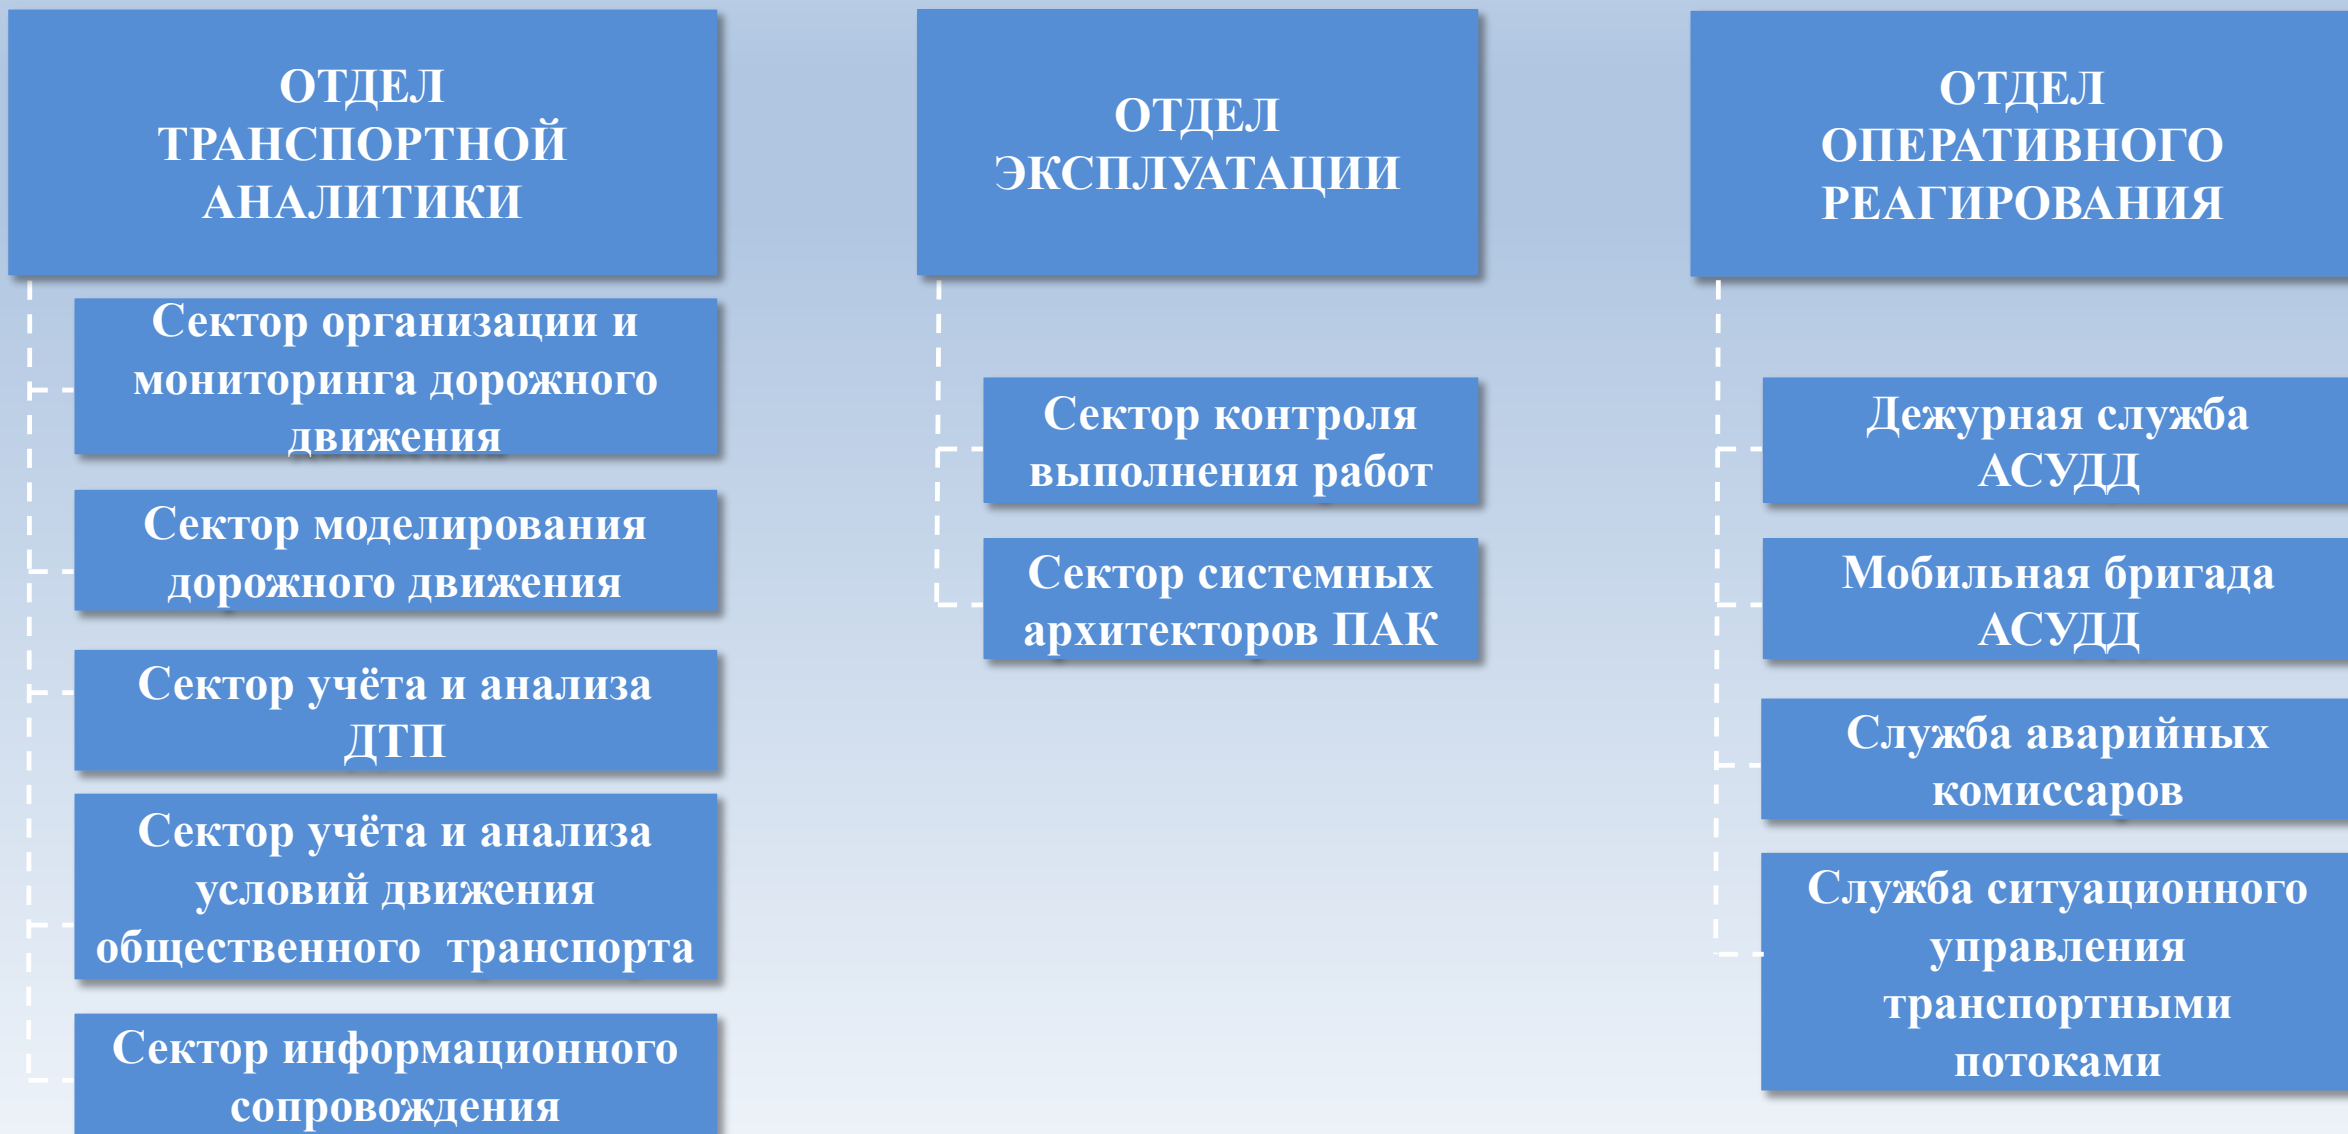 ОТДЕЛ
ТРАНСПОРТНОЙ
АНАЛИТИКИ
Сектор организации и
мониторинга дорожного
движения
Сектор моделирования
дорожного движения
Сектор учёта и анализа
ДТП
Сектор учёта и анализа
условий движения
общественного транспорта
Сектор информационного
сопровождения
ОТДЕЛ
ЭКСПЛУАТАЦИИ
Сектор контроля
выполнения работ
Сектор системных
архитекторов ПАК
ОТДЕЛ
ОПЕРАТИВНОГО
РЕАГИРОВАНИЯ
Дежурная служба
АСУДД
Мобильная бригада
АСУДД
Служба аварийных
комиссаров
Служба ситуационного
управления
транспортными
потоками